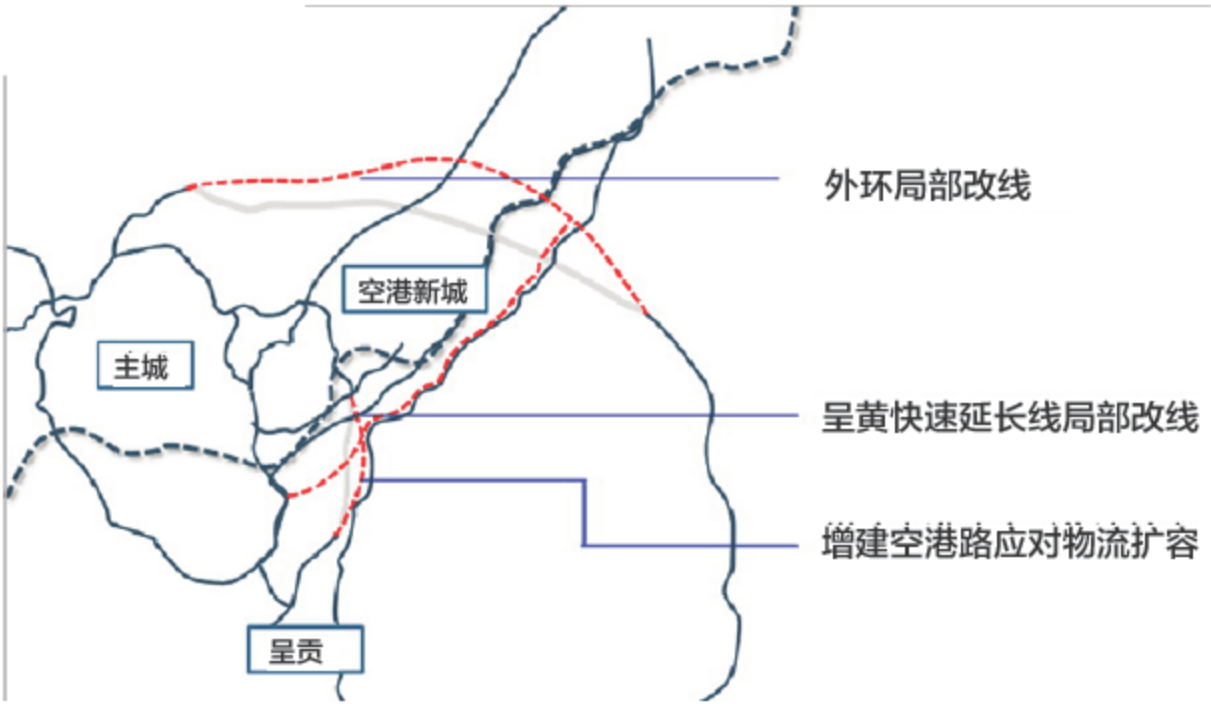 外环局部改线
空港新城
主城
呈黄快速延长线局部改线
增建空港路应对物流扩容
呈贡